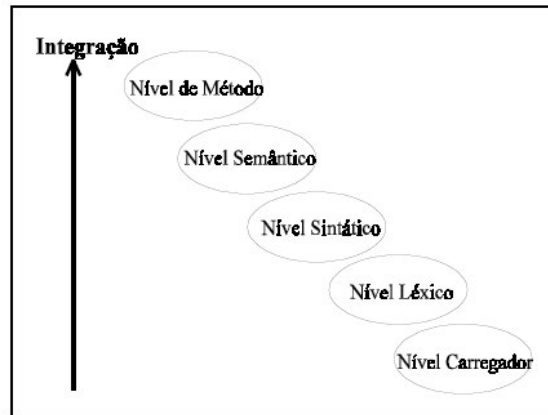 Integração
Nível de Método
Nível Semântico
Nível Sintático
Nível Léxico
Nível Carregador